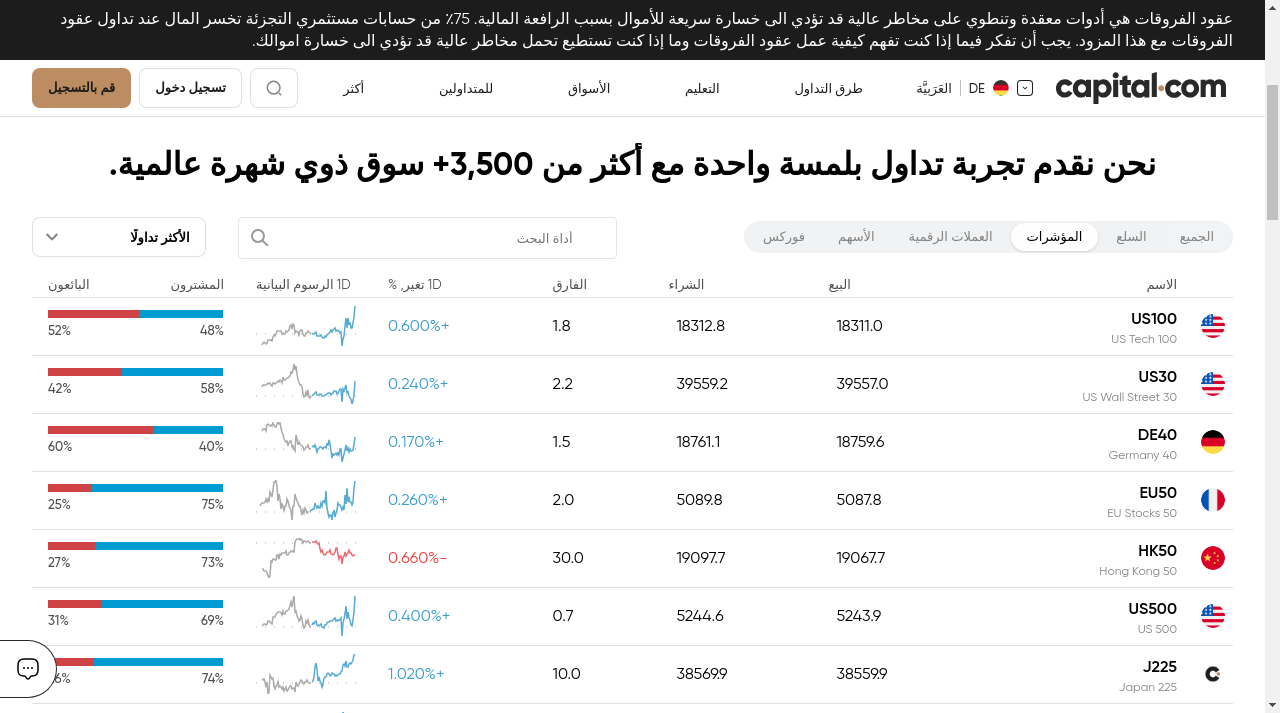 عقود الفروقات هي أدوات معقدة وتنطوي على مخاطر عالية قد تؤدي الى خسارة سريعة للأموال بسبب الرافعة المالية. 75٪ من حسابات مستثمري التجزئة تخسر المال عند تداول عقود
الفروقات مع هذا المزود. يجب أن تفكر فيما إذا كنت تفهم كيفية عمل عقود الفروقات وما إذا كنت تستطيع تحمل مخاطر عالية قد تؤدي الى خسارة اموالك.
capital.com
DE
العَرَبيَّة
طرق التداول
التعليم
الأسواق
للمتداولين
أكثر
تسجيل دخول
قم بالتسجيل
نحن نقدم تجربة تداول بلمسة واحدة مع أكثر من 3,500+ سوق ذوي شهرة عالمية.
الجميع
السلع
المؤشرات
العملات الرقمية
الأسهم
فوركس
أداة البحث
الأكثر تداولًا
الاسم البيع الشراء الفارق 1D تغير, % 1D الرسوم البيانية المشترون البائعون
US100 18311.0 18312.8 1.8 0.600%+ 48% 52%
US Tech 100
US30 39557.0 39559.2 2.2 0.240%+ 58% 42%
US Wall Street 30
DE40 18759.6 18761.1 1.5 0.170%+ 40% 60%
Germany 40
EU50 5087.8 5089.8 2.0 0.260%+ 75% 25%
EU Stocks 50
HK50 19067.7 19097.7 30.0 0.660%- 73% 27%
Hong Kong 50
US500 5243.9 5244.6 0.7 0.400%+ 69% 31%
US 500
J225 38559.9 38569.9 10.0 1.020%+ 74%
Japan 225